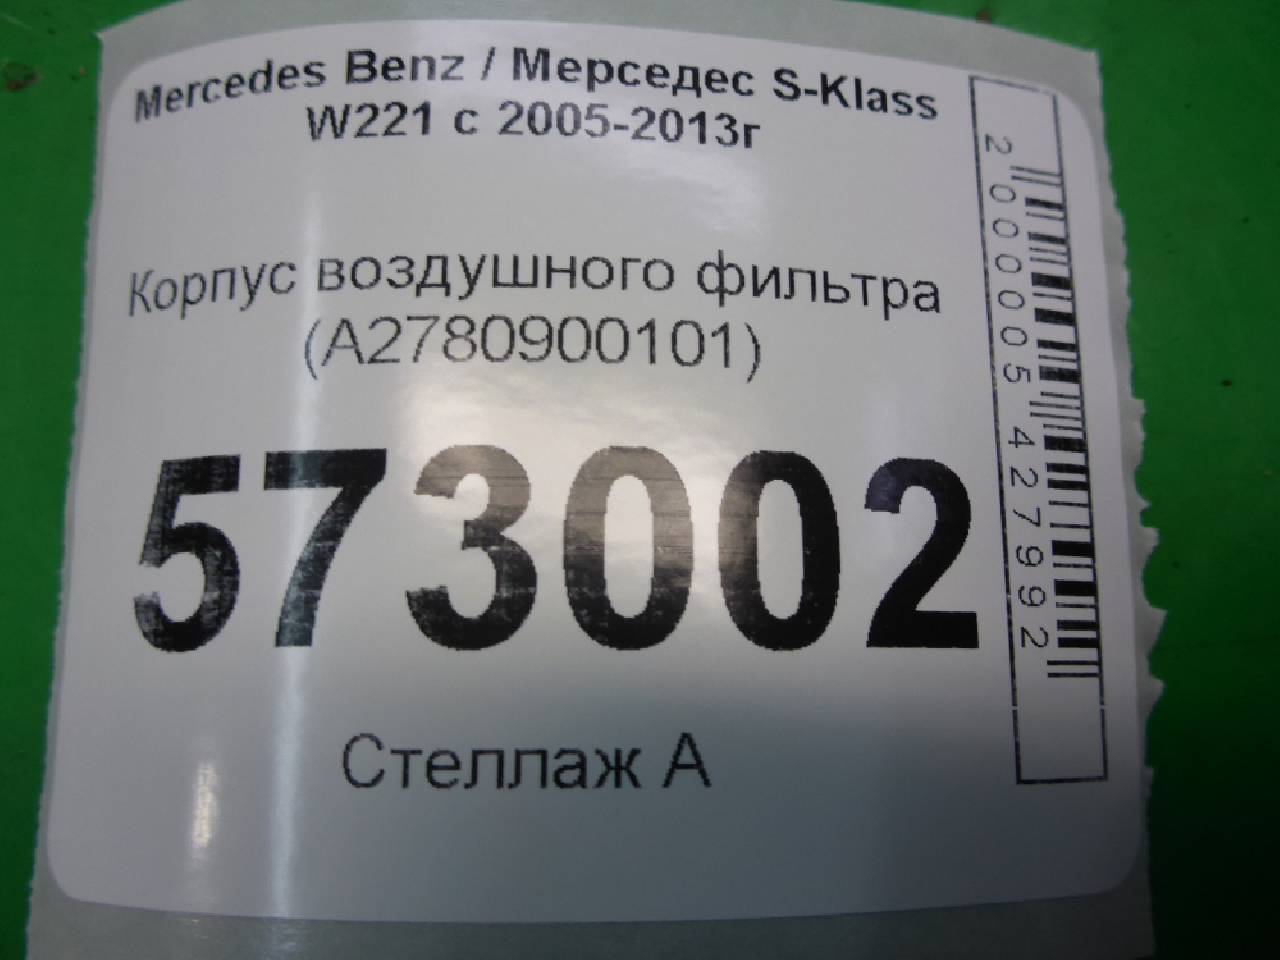 Mercedes Benz / Мерседес S-Klass
W221 с 2005-2013г
Корпус воздушного фильтра
(A2780900101)
573002
Стеллаж А
2000005427992